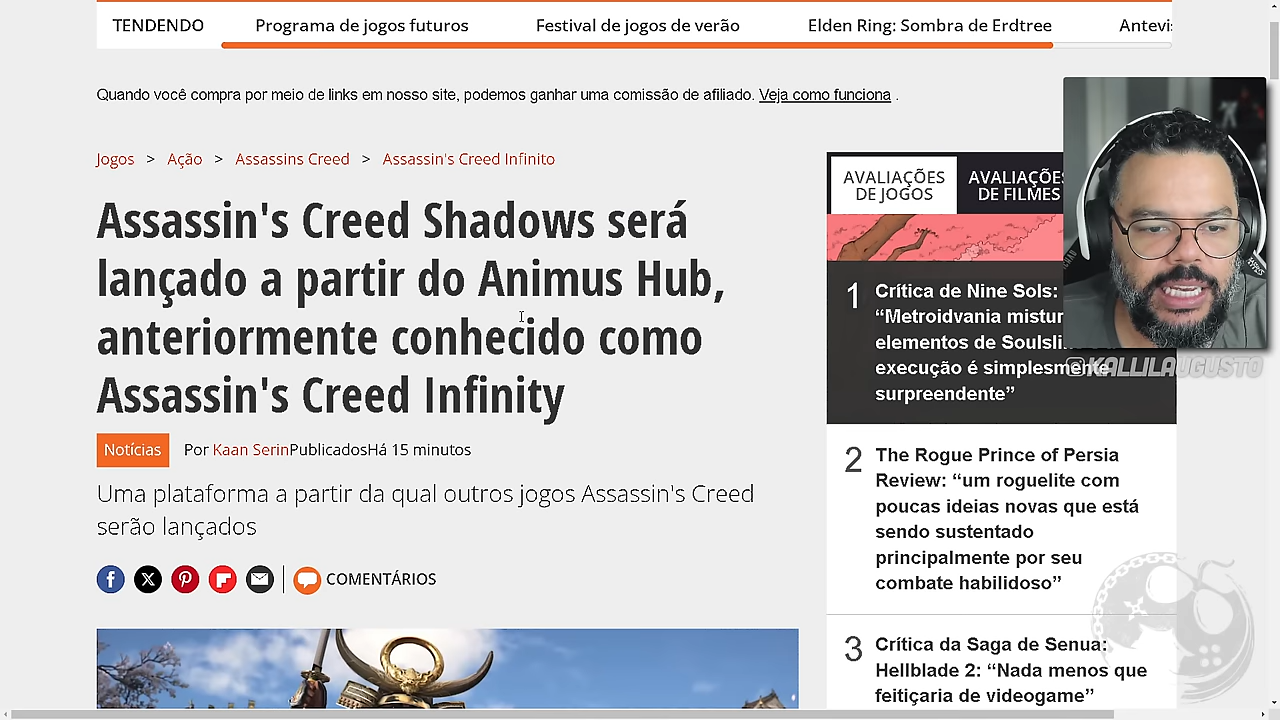 TENDENDO
Programa de jogos futuros
Festival de jogos de verão
Elden Ring: Sombra de Erdtree
Antevi
Quando você compra por meio de links em nosso site, podemos ganhar uma comissão de afiliado. Veja como funciona .
Jogos > Ação > Assassins Creed > Assassin's Creed Infinito
Assassin's Creed Shadows será
lançado a partir do Animus Hub,
anteriormente conhecido como
Assassin's Creed Infinity
Notícias Por Kaan SerinPublicadosHá 15 minutos
Uma plataforma a partir da qual outros jogos Assassin's Creed
serão lançados
COMENTÁRIOS
AVALIAÇÕES
DE JOGOS
AVALIAÇÕES
DE FILMES
1 Crítica de Nine Sols:
“Metroidvania mistur
elementos de Soulsli
execução é simplesmente
surpreendente”
2 The Rogue Prince of Persia
Review: “um roguelite com
poucas ideias novas que está
sendo sustentado
principalmente por seu
combate habilidoso”
3 Crítica da Saga de Senua:
Hellblade 2: “Nada menos que
feitiçaria de videogame”
@KALLILAUGUSTO